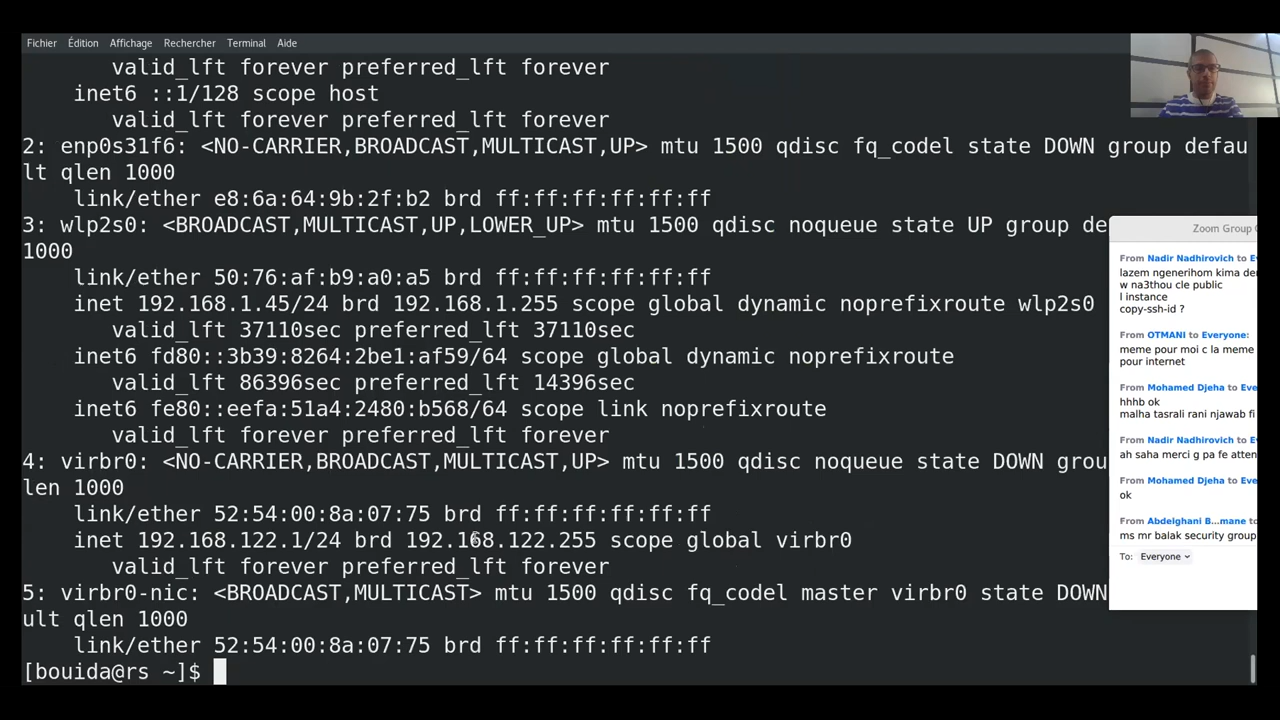 Fichier Édition Affichage Rechercher Terminal Aide
valid_lft forever preferred_lft forever
inet6 ::1/128 scope host
valid_lft forever preferred_lft forever
2: enp0s31f6: <NO-CARRIER,BROADCAST,MULTICAST,UP> mtu 1500 qdisc fq_codel state DOWN group defau
lt qlen 1000
link/ether e8:6a:64:9b:2f:b2 brd ff:ff:ff:ff:ff:ff
3: wlp2s0: <BROADCAST,MULTICAST,UP,LOWER_UP> mtu 1500 qdisc noqueue state UP group de
1000
link/ether 50:76:af:b9:a0:a5 brd ff:ff:ff:ff:ff:ff
inet 192.168.1.45/24 brd 192.168.1.255 scope global dynamic noprefixroute wlp2s0
valid_lft 37110sec preferred_lft 37110sec
inet6 fd80::3b39:8264:2be1:af59/64 scope global dynamic noprefixroute
valid_lft 86396sec preferred_lft 14396sec
inet6 fe80::eefa:51a4:2480:b568/64 scope link noprefixroute
valid_lft forever preferred_lft forever
4: virbr0: <NO-CARRIER,BROADCAST,MULTICAST,UP> mtu 1500 qdisc noqueue state DOWN grou
len 1000
link/ether 52:54:00:8a:07:75 brd ff:ff:ff:ff:ff:ff
inet 192.168.122.1/24 brd 192.168.122.255 scope global virbr0
valid_lft forever preferred_lft forever
5: virbr0-nic: <BROADCAST,MULTICAST> mtu 1500 qdisc fq_codel master virbr0 state DOWN
ult qlen 1000
link/ether 52:54:00:8a:07:75 brd ff:ff:ff:ff:ff:ff
[bouida@rs ~]$
Zoom Group
From Nadir Nadhirovich to E
lazem ngenerihom kima de
w na3thou cle public
l instance
copy-ssh-id ?
From OTMANI to Everyone:
meme pour moi c la meme
pour internet
From Mohamed Djeha to Eve
hhhb ok
malha tasrali rani njawab fi
From Nadir Nadhirovich to E
ah saha merci g pa fe atten
From Mohamed Djeha to Eve
ok
From Abdelghani B...mane to
ms mr balak security group
To: Everyone